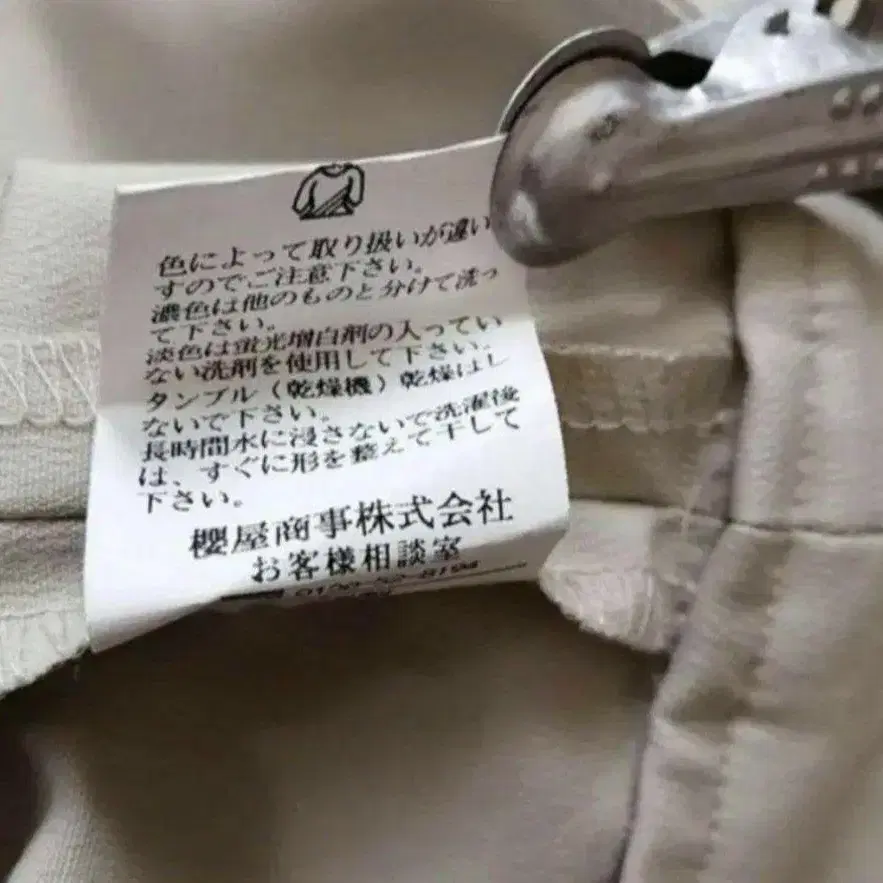 色によって取り扱いが違い
すのでご注意下さい。
濃色は他のものと分けて洗っ
て下さい。
淡色は蛍光増白剤の入ってい
ない洗剤を使用して下さい。
タンブル（乾燥機）乾燥はし
ないで下さい。
長時間水に浸さないで洗濯後
は、すぐに形を整えて干して
下さい。
櫻屋商事株式会社
お客様相談室
0120-52-8194